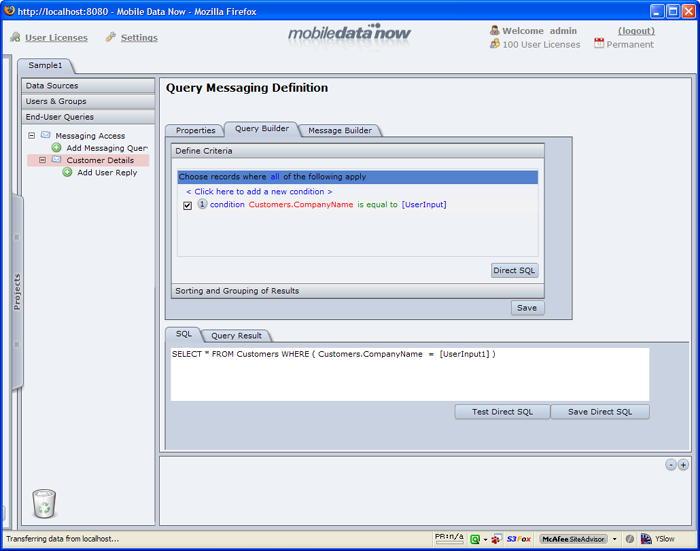 http://localhost:8080 - Mobile Data Now - Mozilla Firefox
User Licenses
Settings
mobiledata now
Welcome admin
(logout)
100 User Licenses
Permanent
Sample1
Data Sources
Users & Groups
End-User Queries
Messaging Access
Add Messaging Quer
Customer Details
Add User Reply
Projects
Query Messaging Definition
Properties
Query Builder
Message Builder
Define Criteria
Choose records where all of the following apply
< Click here to add a new condition >
1 condition Customers.CompanyName is equal to [UserInput]
Direct SQL
Sorting and Grouping of Results
Save
SQL
Query Result
SELECT * FROM Customers WHERE ( Customers.CompanyName = [UserInput1] )
Test Direct SQL
Save Direct SQL
Transferring data from localhost...
PR: n/a
S3Fox
McAfee SiteAdvisor
YSlow